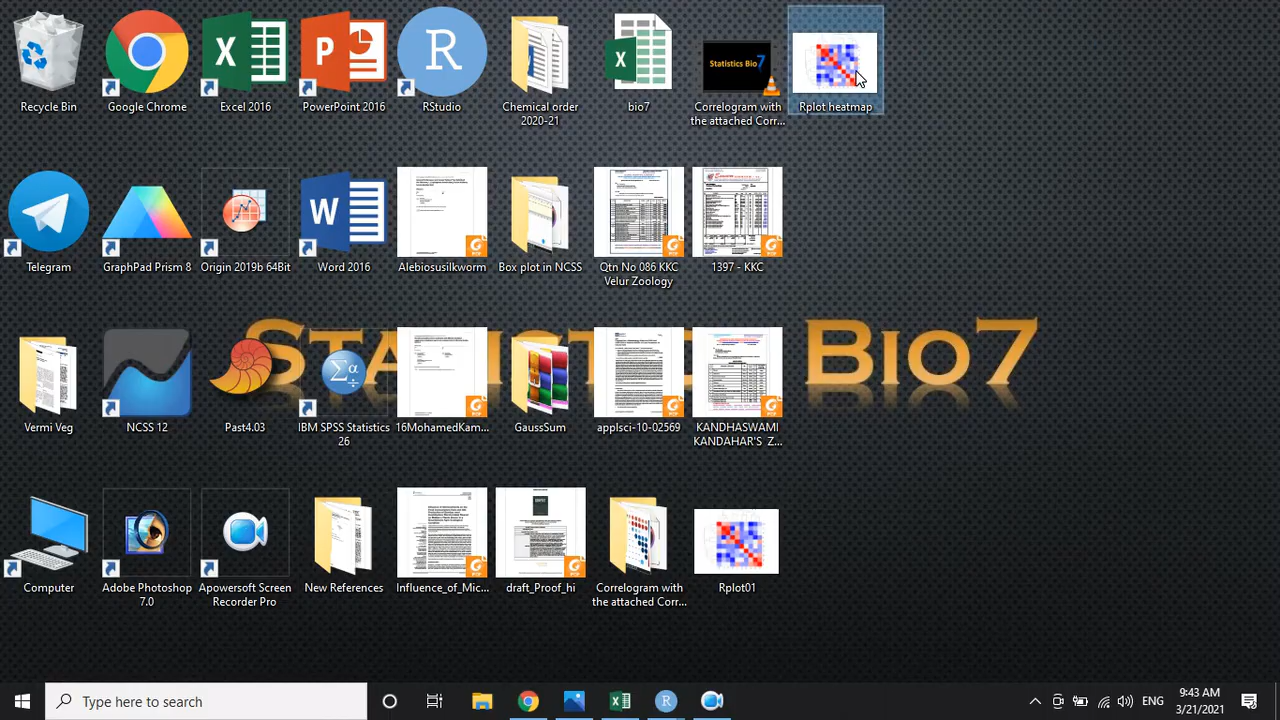 Statistics Bio7
Recycle Bin
Google Chrome
Excel 2016
PowerPoint 2016
RStudio
Chemical order
2020-21
bio7
Correlogram with
the attached Corr...
Rplot heatmap
Telegram
GraphPad Prism 8
Origin 2019b 64Bit
Word 2016
Alebiosusilkworm
Box plot in NCSS
Qtn No 086 KKC
Velur Zoology
1397 - KKC
Bio7
Vermi Veg
NCSS 12
Past4.03
IBM SPSS Statistics
26
16MohamedKam...
GaussSum
applsci-10-02569
KANDHASWAMI
KANDAHAR'S Z...
Computer
Adobe Photoshop
7.0
Apowersoft Screen
Recorder Pro
New References
Influence_of_Mic...
draft_Proof_hi
Correlogram with
the attached Corr...
Rplot01
Type here to search
ENG
9:43 AM
3/21/2021